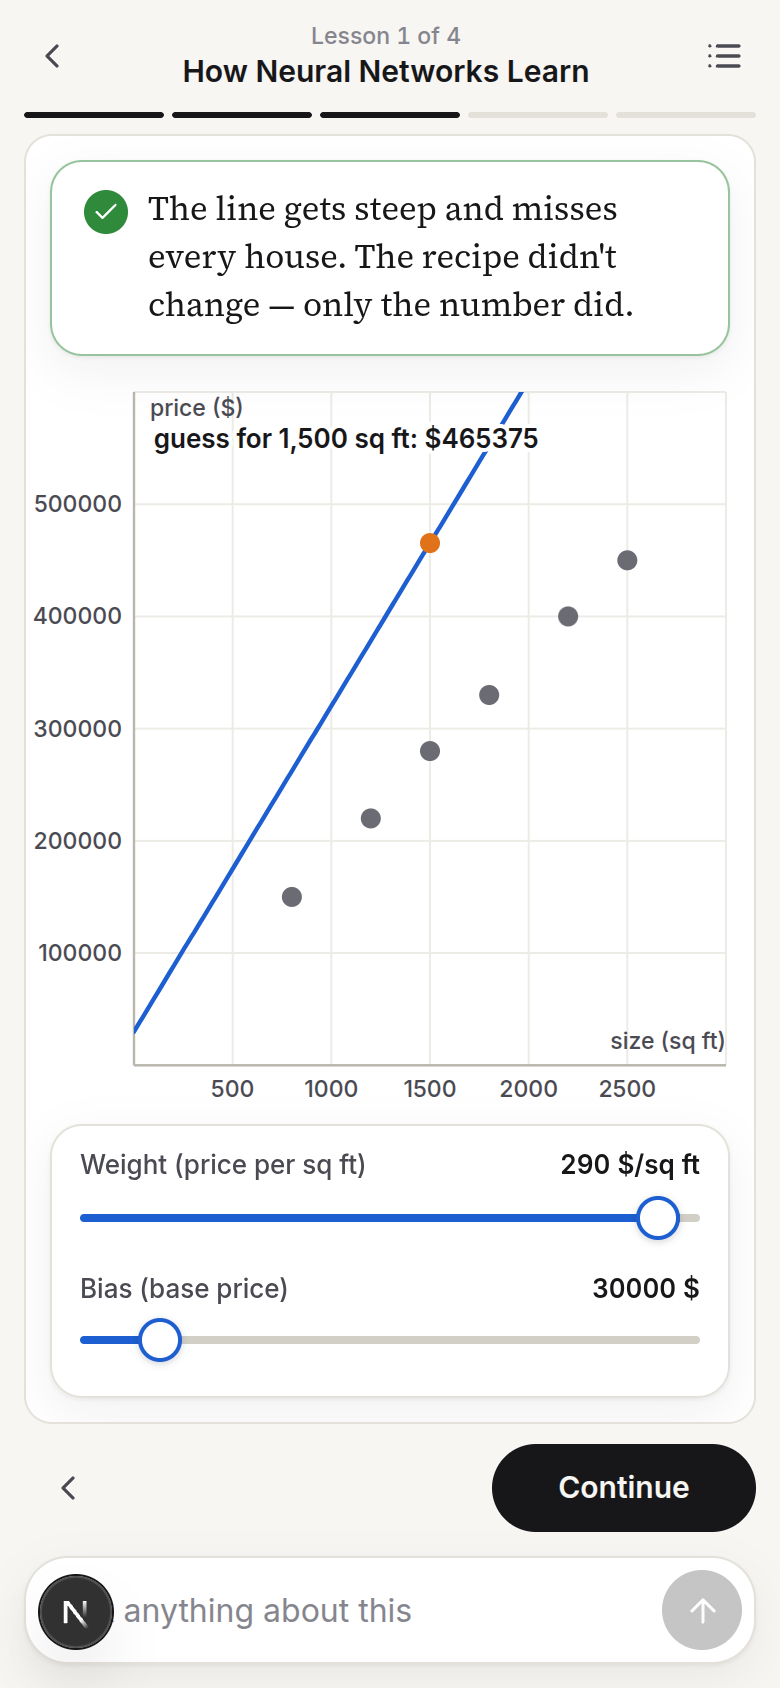 Lesson 1 of 4
How Neural Networks Learn
The line gets steep and misses
every house. The recipe didn't
change — only the number did.
price ($)
guess for 1,500 sq ft: $465375
500000
400000
300000
200000
100000
size (sq ft)
500 1000 1500 2000 2500
Weight (price per sq ft) 290 $/sq ft
Bias (base price) 30000 $
Continue
N anything about this